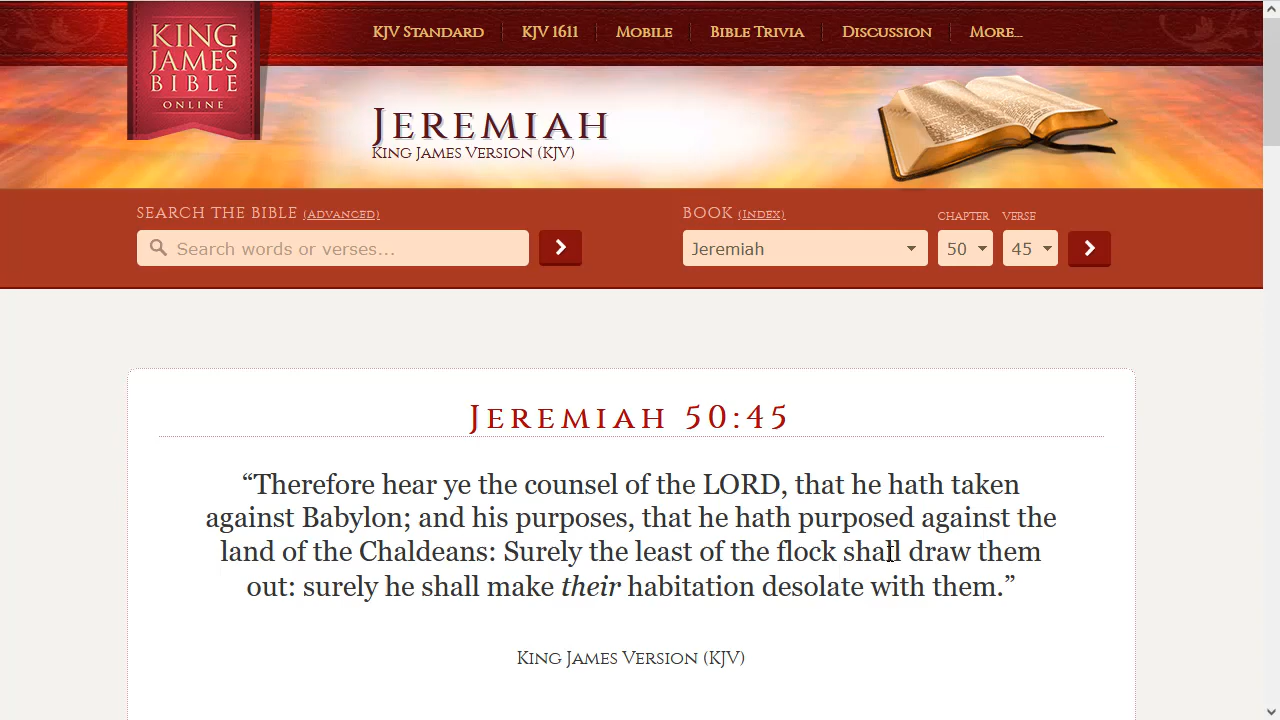 KING
JAMES
BIBLE
ONLINE
KJV Standard
KJV 1611
Mobile
Bible Trivia
Discussion
More...
Jeremiah
King James Version (KJV)
SEARCH THE BIBLE (Advanced)
Search words or verses...
BOOK (Index)
Jeremiah
CHAPTER
50
VERSE
45
Jeremiah 50:45
“Therefore hear ye the counsel of the LORD, that he hath taken
against Babylon; and his purposes, that he hath purposed against the
land of the Chaldeans: Surely the least of the flock shall draw them
out: surely he shall make their habitation desolate with them.”
King James Version (KJV)